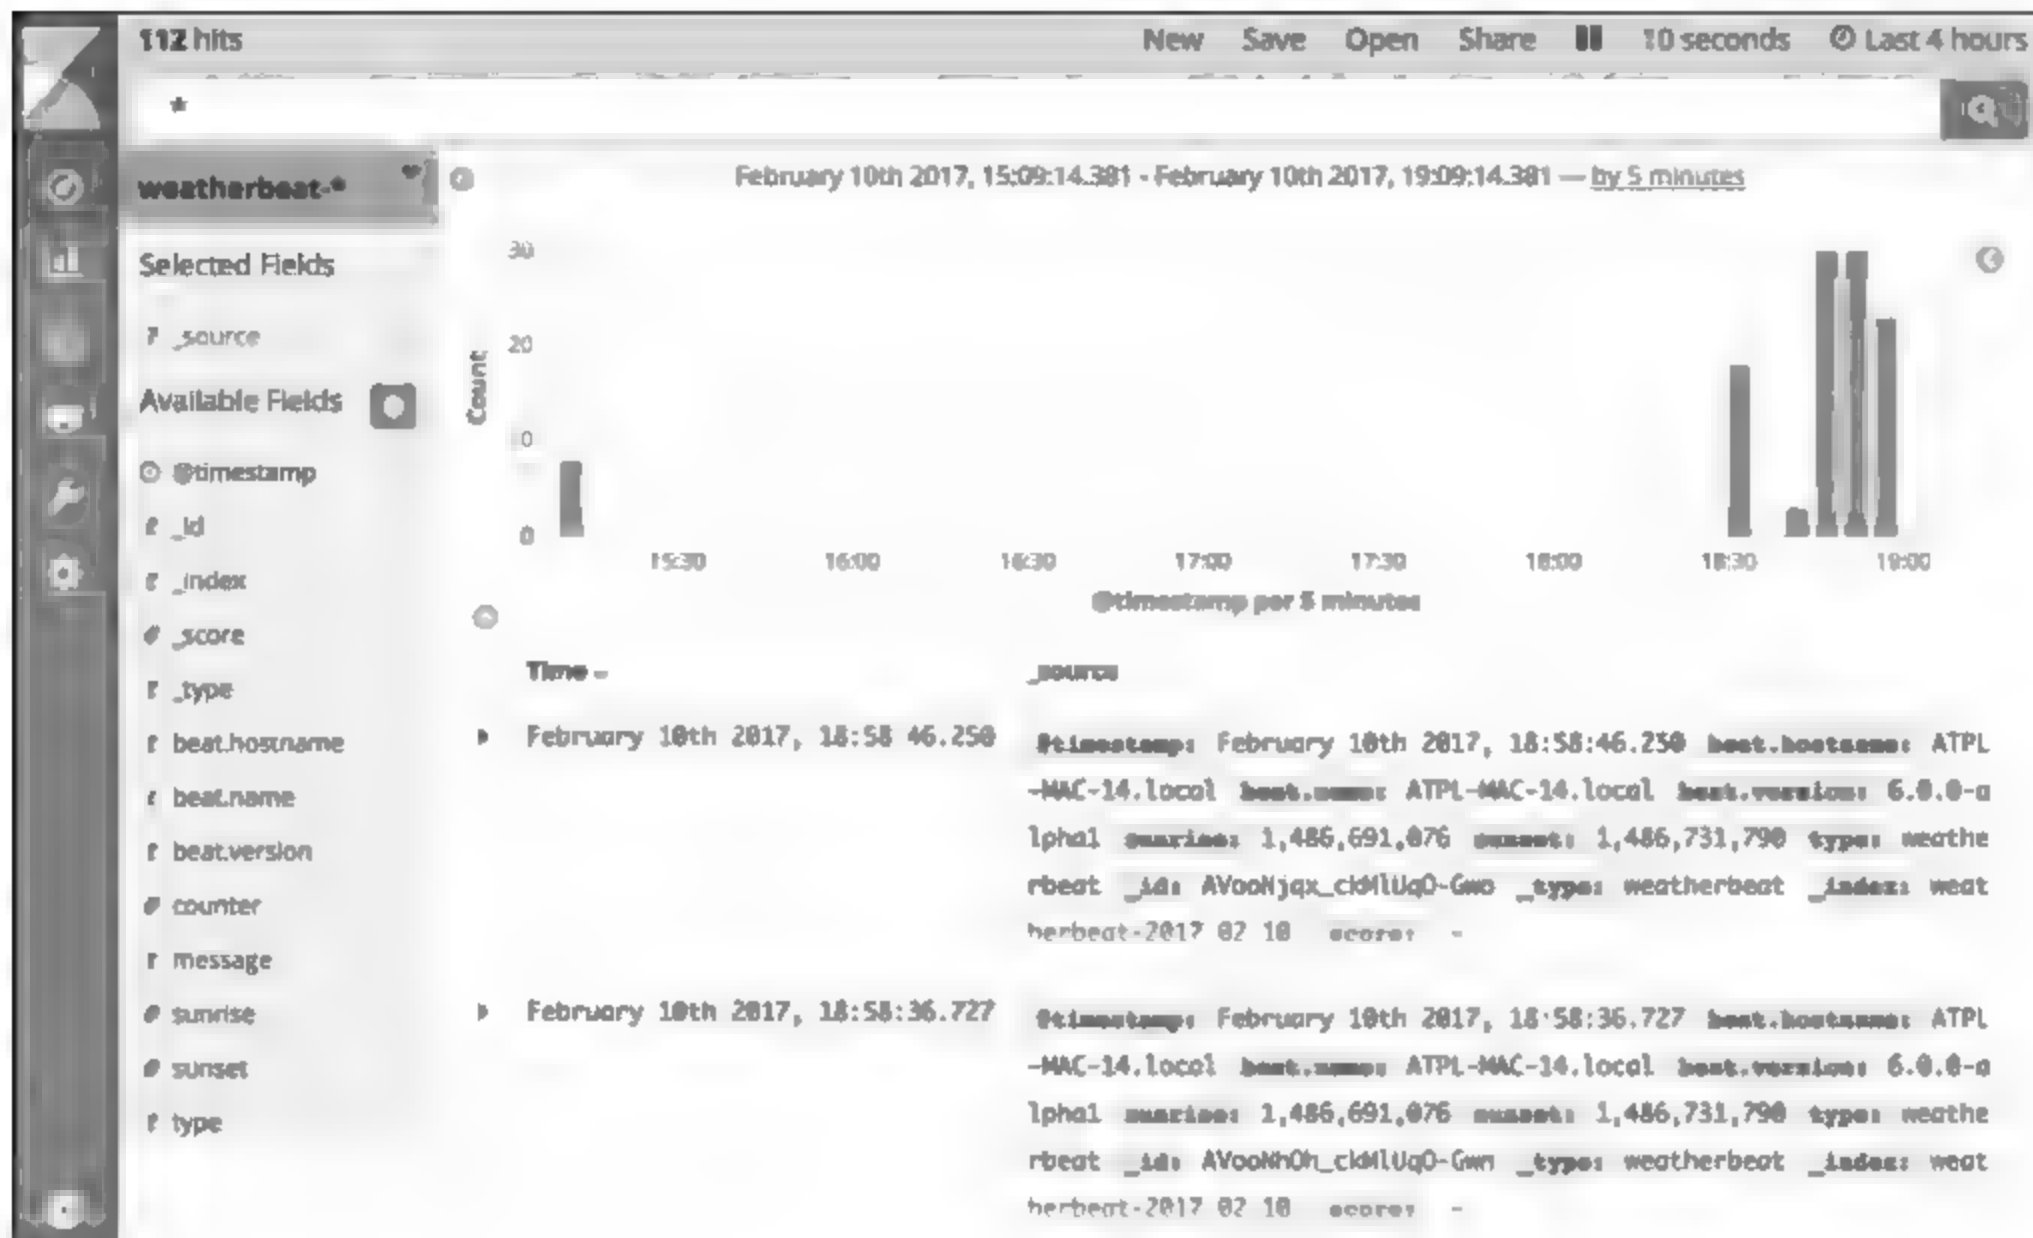 112 hits New Save Open Share 10 seconds Last 4 hours
*
weatherbeat-*
February 10th 2017, 15:09:14.381 - February 10th 2017, 19:09:14.381 — by 5 minutes
Selected Fields
? _source
Available Fields
@timestamp
t _id
t _index
# _score
t _type
t beat.hostname
t beat.name
t beat.version
# counter
t message
# sunrise
# sunset
t type
Count
30
20
0
0
15:30 16:00 16:30 17:00 17:30 18:00 18:30 19:00
@timestamp per 5 minutes
Time _source
February 10th 2017, 18:58:46.250
@timestamp: February 10th 2017, 18:58:46.250 beat.hostname: ATPL
-MAC-14.local beat.name: ATPL-MAC-14.local beat.version: 6.0.0-a
lpha1 sunrise: 1,486,691,076 sunset: 1,486,731,790 type: weathe
rbeat _id: _type: weatherbeat _index: weat
herbeat-2017 02 10 score: -
February 10th 2017, 18:58:36.727
@timestamp: February 10th 2017, 18:58:36.727 beat.hostname: ATPL
-MAC-14.local beat.name: ATPL-MAC-14.local beat.version: 6.0.0-a
lpha1 sunrise: 1,486,691,076 sunset: 1,486,731,790 type: weathe
rbeat _id: _type: weatherbeat _index: weat
herbeat-2017 02 10 score: -